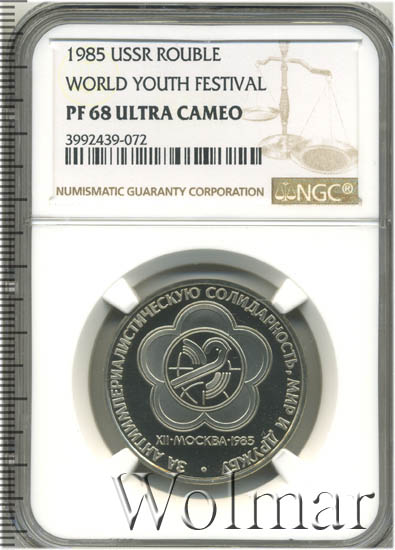 1985 USSR ROUBLE
WORLD YOUTH FESTIVAL
PF 68 ULTRA CAMEO
3992439-072
NUMISMATIC GUARANTY CORPORATION
NGC®
ЗА АНТИИМПЕРИАЛИСТИЧЕСКУЮ СОЛИДАРНОСТЬ, МИР И ДРУЖБУ
XII·МОСКВА·1985
Wolmar